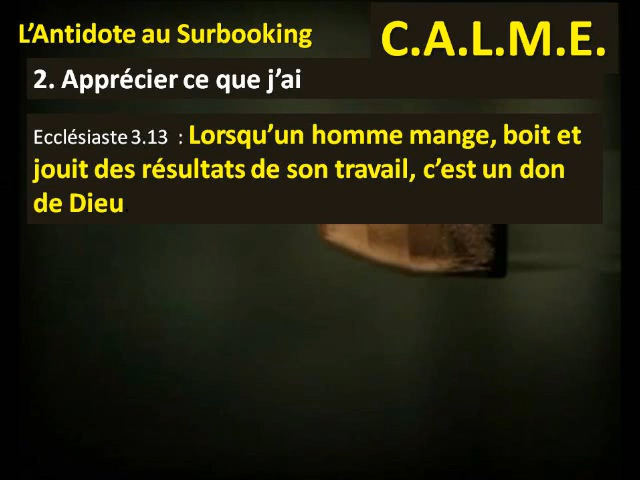 L’Antidote au Surbooking
C.A.L.M.E.
2. Apprécier ce que j’ai
Ecclésiaste 3.13 : Lorsqu’un homme mange, boit et
jouit des résultats de son travail, c’est un don
de Dieu.